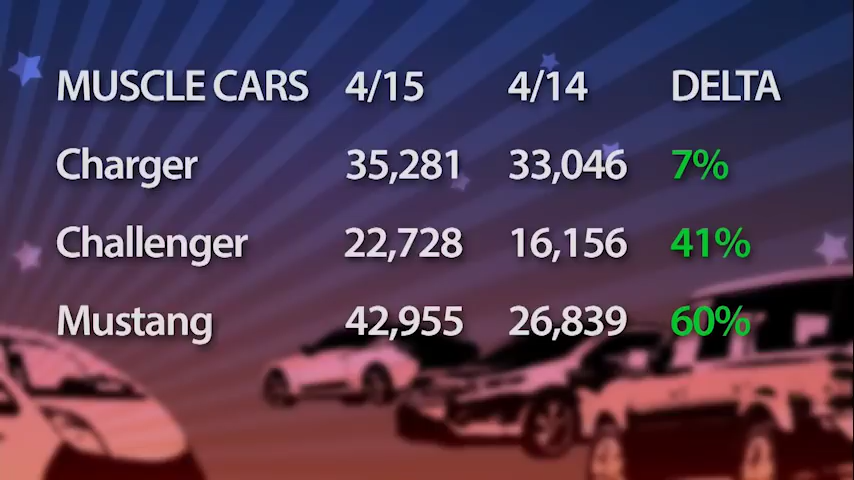 MUSCLE CARS 4/15 4/14 DELTA
Charger 35,281 33,046 7%
Challenger 22,728 16,156 41%
Mustang 42,955 26,839 60%